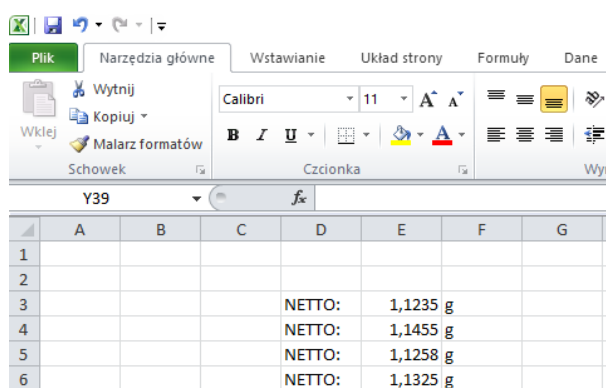 Plik Narzędzia główne Wstawianie Układ strony Formuły Dane
Wklej
Wytnij
Kopiuj
Malarz formatów
Schowek
Calibri 11 A A
B I U A
Czcionka
Y39 fx
A B C D E F G
1
2
3 NETTO: 1,1235 g
4 NETTO: 1,1455 g
5 NETTO: 1,1258 g
6 NETTO: 1,1325 g